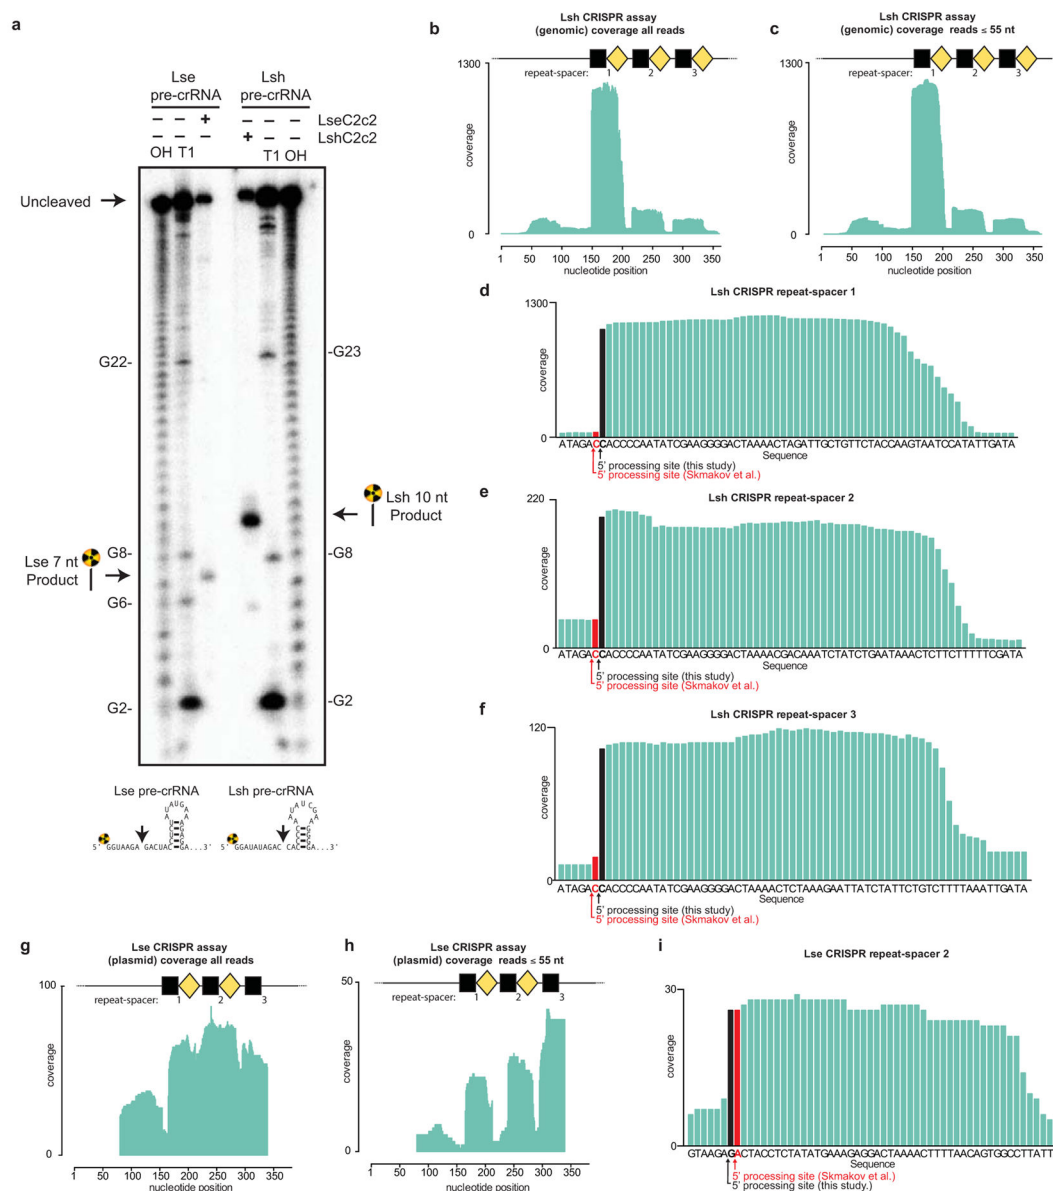 a
Lse
pre-crRNA
Lsh
pre-crRNA
− − + − − − LseC2c2
− − − + − − LshC2c2
OH T1 T1 OH
Uncleaved
G22-
-G23
Lsh 10 nt
Product
G8-
-G8
Lse 7 nt
Product
G6-
G2-
-G2
Lse pre-crRNA
5' GGUAAGA GACUAC GA...3'
Lsh pre-crRNA
5' GGAUAUAGAC CAC GA...3'
b
Lsh CRISPR assay
(genomic) coverage all reads
1300
repeat-spacer:
1 2 3
coverage
0
1 50 100 150 200 250 300 350
nucleotide position
c
Lsh CRISPR assay
(genomic) coverage reads ≤ 55 nt
1300
repeat-spacer:
1 2 3
coverage
0
1 50 100 150 200 250 300 350
nucleotide position
d
Lsh CRISPR repeat-spacer 1
1300
coverage
0
ATAGACCACCCCAATATCGAAGGGGACTAAAACTAGATTGCTGTTCTACCAAGTAATCCATATTGATA
Sequence
5' processing site (this study)
5' processing site (Skmakov et al.)
e
Lsh CRISPR repeat-spacer 2
220
coverage
0
ATAGACCACCCCAATATCGAAGGGGACTAAAACGACAAATCTATCTGAATAAACTCTTCTTTTTCGATA
Sequence
5' processing site (this study)
5' processing site (Skmakov et al.)
f
Lsh CRISPR repeat-spacer 3
120
coverage
0
ATAGACCACCCCAATATCGAAGGGGACTAAAACTCTAAAGAATTATCTATTCTGTCTTTTAAATTGATA
Sequence
5' processing site (this study)
5' processing site (Skmakov et al.)
g
Lse CRISPR assay
(plasmid) coverage all reads
100
repeat-spacer:
1 2 3
coverage
0
1 50 100 150 200 250 300 350
nucleotide position
h
Lse CRISPR assay
(plasmid) coverage reads ≤ 55 nt
50
repeat-spacer:
1 2 3
coverage
0
1 50 100 150 200 250 300 350
nucleotide position
i
Lse CRISPR repeat-spacer 2
30
coverage
0
GTAAGAGACTACCTCTATATGAAAGAGGACTAAAACTTTTAACAGTGGCCTTATT
Sequence
5' processing site (Skmakov et al.)
5' processing site (this study.)